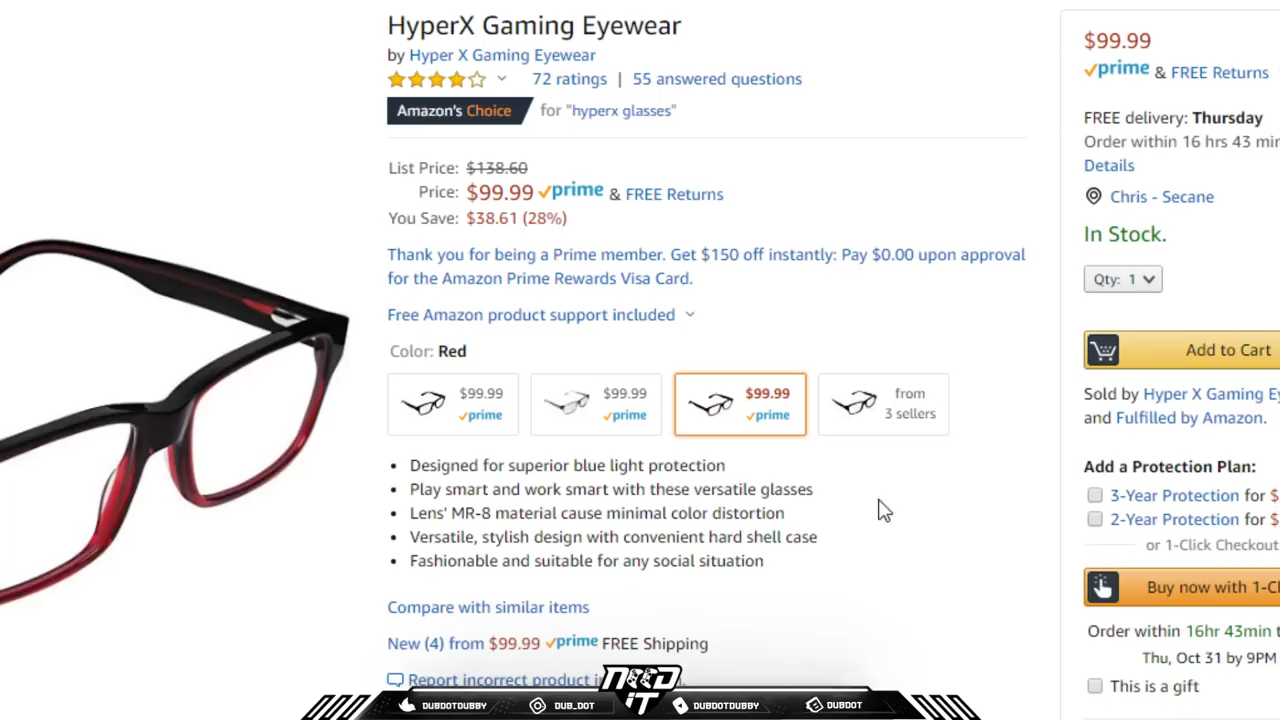 HyperX Gaming Eyewear
by Hyper X Gaming Eyewear
72 ratings | 55 answered questions
Amazon's Choice for "hyperx glasses"
List Price: $138.60
Price: $99.99 prime & FREE Returns
You Save: $38.61 (28%)
Thank you for being a Prime member. Get $150 off instantly: Pay $0.00 upon approval
for the Amazon Prime Rewards Visa Card.
Free Amazon product support included
Color: Red
$99.99
prime
$99.99
prime
$99.99
prime
from
3 sellers
• Designed for superior blue light protection
• Play smart and work smart with these versatile glasses
• Lens' MR-8 material cause minimal color distortion
• Versatile, stylish design with convenient hard shell case
• Fashionable and suitable for any social situation
Compare with similar items
New (4) from $99.99 prime FREE Shipping
Report incorrect product
$99.99
prime & FREE Returns
FREE delivery: Thursday
Order within 16 hrs 43
Details
Chris - Secane
In Stock.
Qty: 1
Add to Cart
Sold by Hyper X Gaming
and Fulfilled by Amazon.
Add a Protection Plan:
3-Year Protection for $
2-Year Protection for $
or 1-Click Checkout
Buy now with
Order within 16hr 43min
Thu, Oct 31 by 9PM
This is a gift
NEED
iT
DUBDOTDUBBY
DUB_DOT
DUBDOTDUBBY
DUBDOT